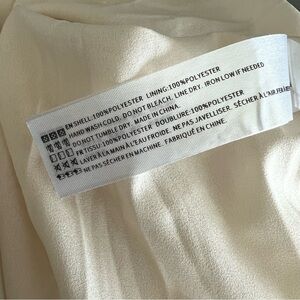 EN SHELL:100%POLYESTER LINING:100%POLYESTER
HAND WASH COLD. DO NOT BLEACH. LINE DRY. IRON LOW IF NEEDED
DO NOT TUMBLE DRY. MADE IN CHINA.
FR TISSU:100%POLYESTER DOUBLURE:100%POLYESTER
LAVER À LA MAIN À L'EAU FROIDE. NE PAS JAVELLISER. SÉCHER À L'AIR
NE PAS SÉCHER EN MACHINE. FABRIQUÉ EN CHINE.